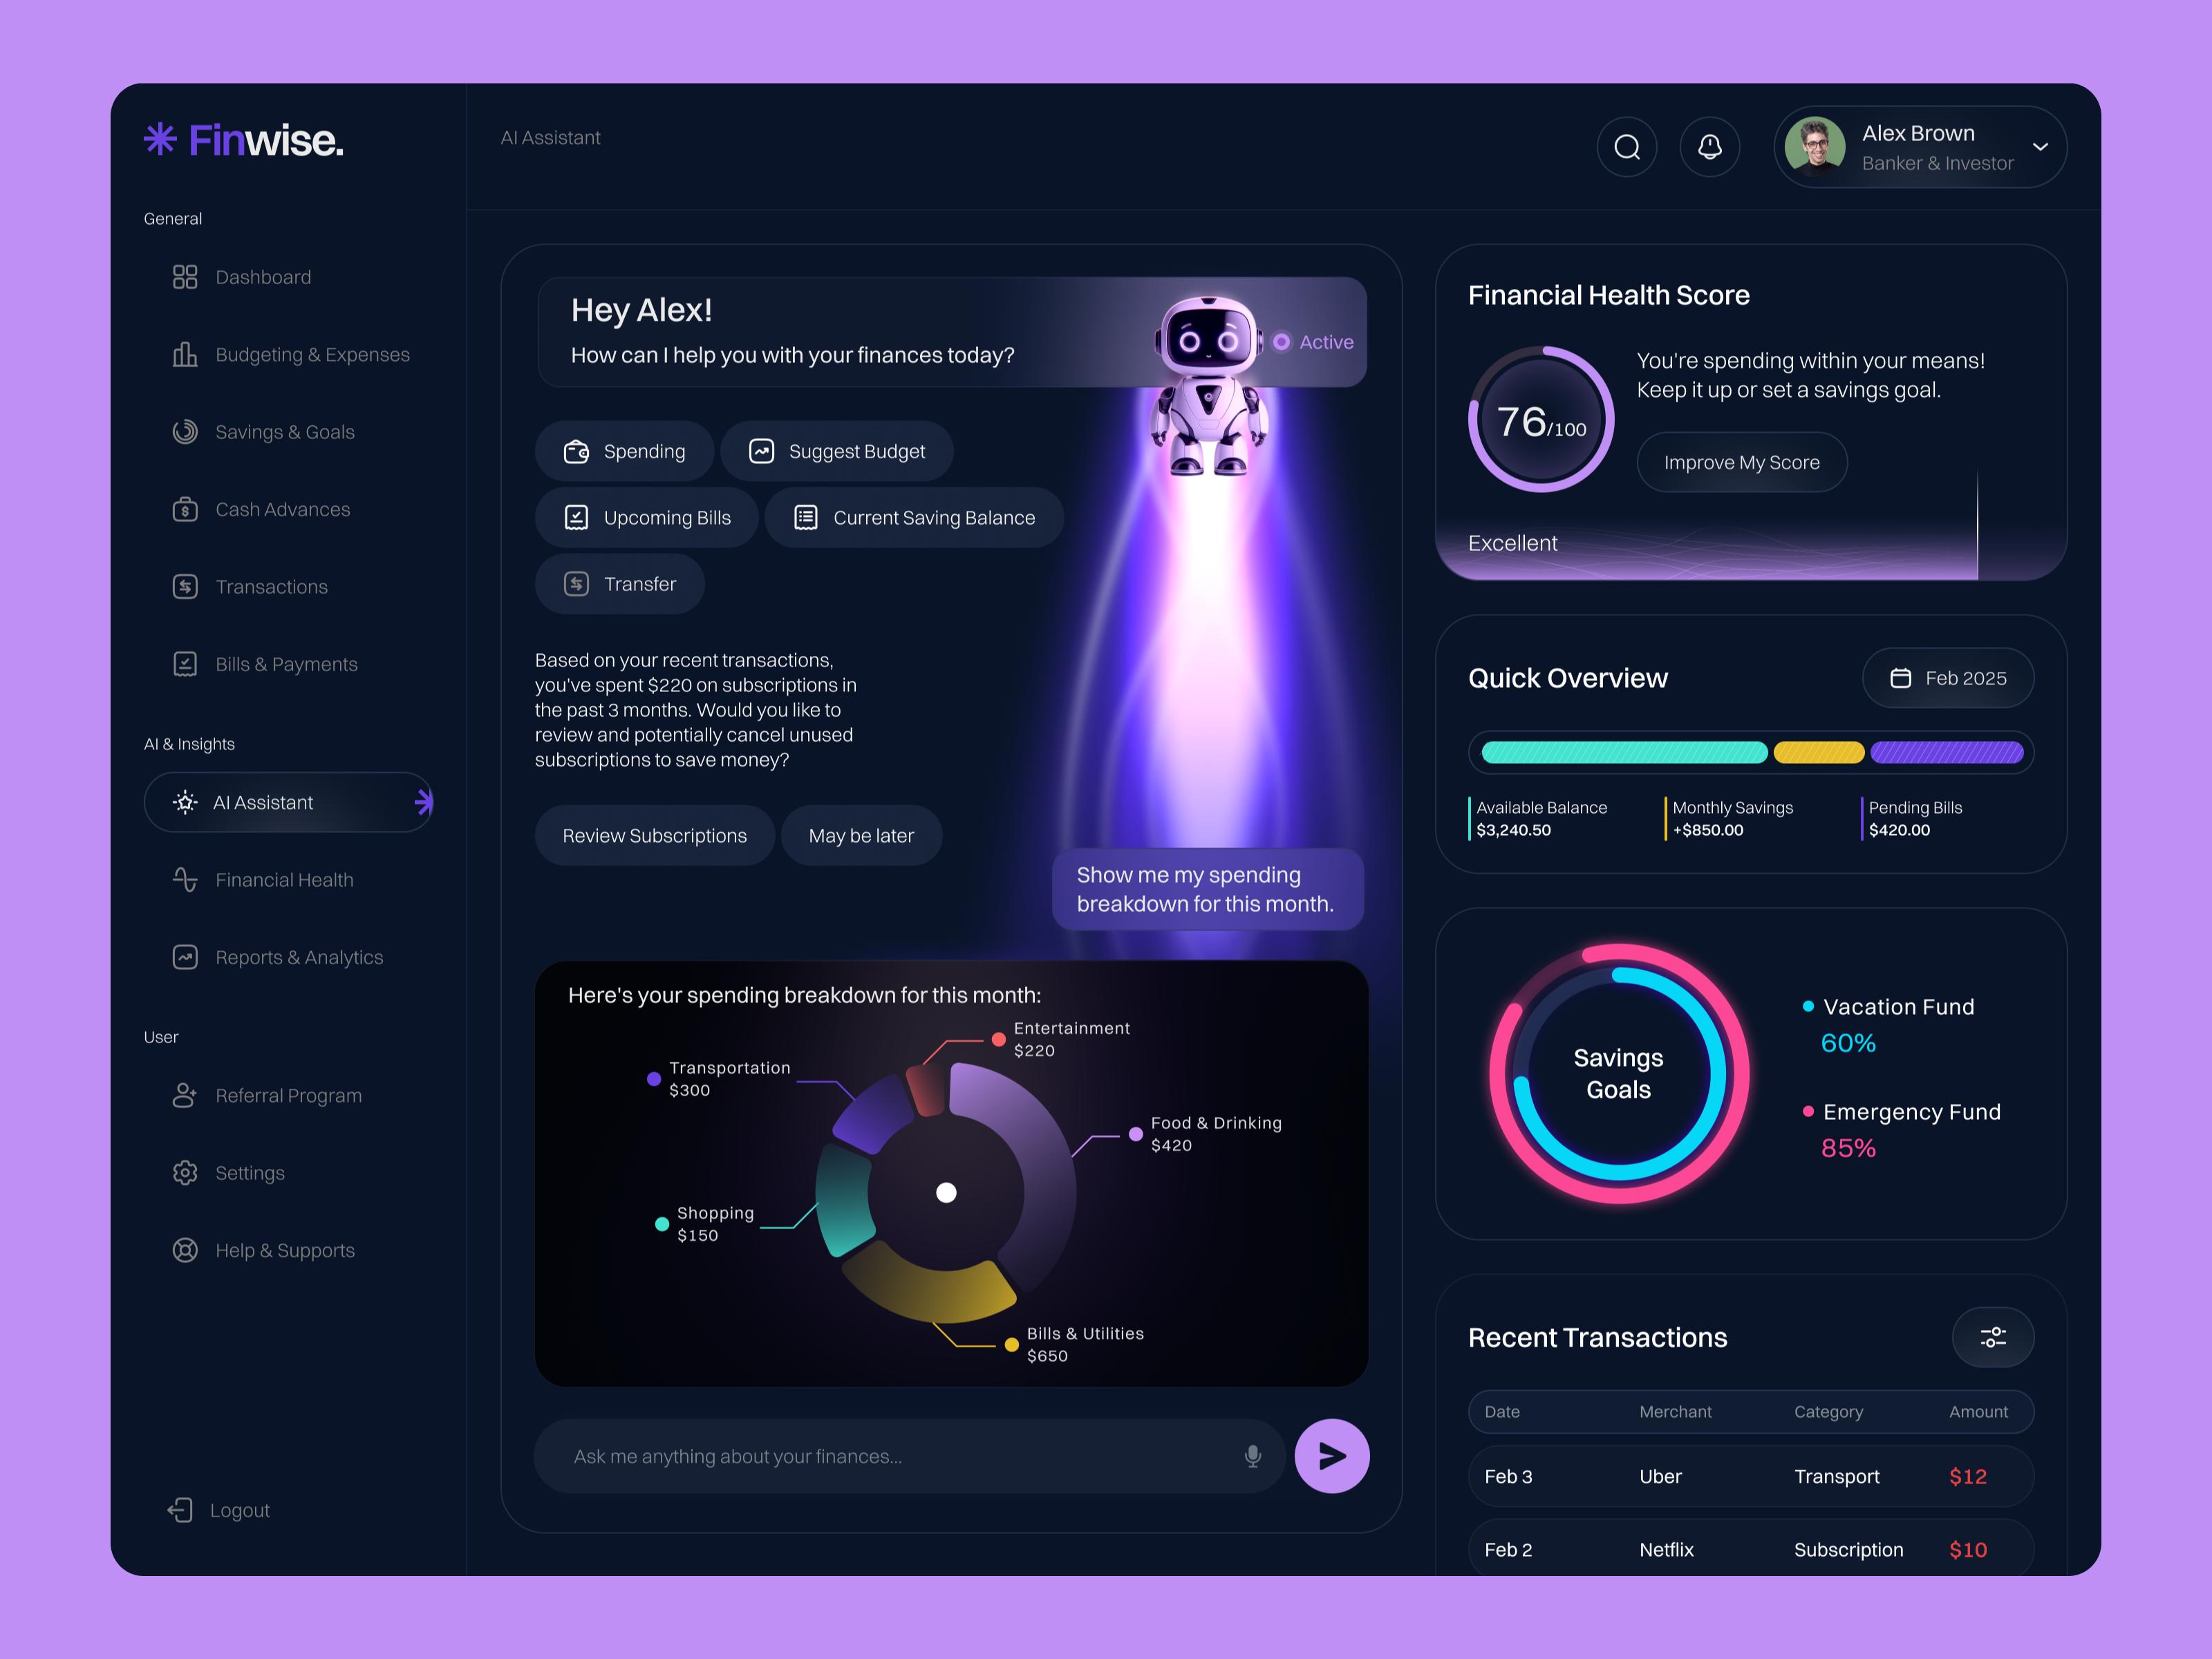 Finwise.
General
Dashboard
Budgeting & Expenses
Savings & Goals
Cash Advances
Transactions
Bills & Payments
AI & Insights
AI Assistant
Financial Health
Reports & Analytics
User
Referral Program
Settings
Help & Supports
Logout
AI Assistant
Alex Brown
Banker & Investor
Hey Alex!
How can I help you with your finances today?
Active
Spending
Suggest Budget
Upcoming Bills
Current Saving Balance
Transfer
Based on your recent transactions,
you've spent $220 on subscriptions in
the past 3 months. Would you like to
review and potentially cancel unused
subscriptions to save money?
Review Subscriptions
May be later
Show me my spending
breakdown for this month.
Here's your spending breakdown for this month:
Entertainment
$220
Transportation
$300
Food & Drinking
$420
Shopping
$150
Bills & Utilities
$650
Ask me anything about your finances...
Financial Health Score
76/100
You're spending within your means!
Keep it up or set a savings goal.
Improve My Score
Excellent
Quick Overview
Feb 2025
Available Balance
$3,240.50
Monthly Savings
+$850.00
Pending Bills
$420.00
Savings
Goals
Vacation Fund
60%
Emergency Fund
85%
Recent Transactions
Date Merchant Category Amount
Feb 3 Uber Transport $12
Feb 2 Netflix Subscription $10